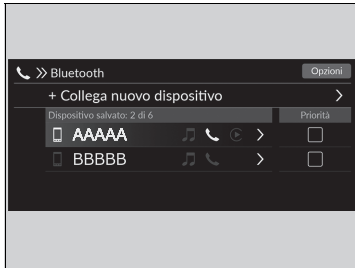 Bluetooth
Opzioni
+ Collega nuovo dispositivo
Dispositivo salvato: 2 di 6
Priorità
AAAAA
BBBBB